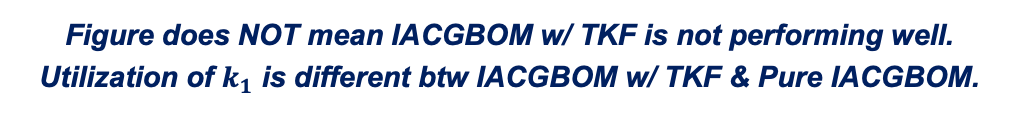 Figure does NOT mean IACGBOM w/ TKF is not performing well.
Utilization of k₁ is different btw IACGBOM w/ TKF & Pure IACGBOM.